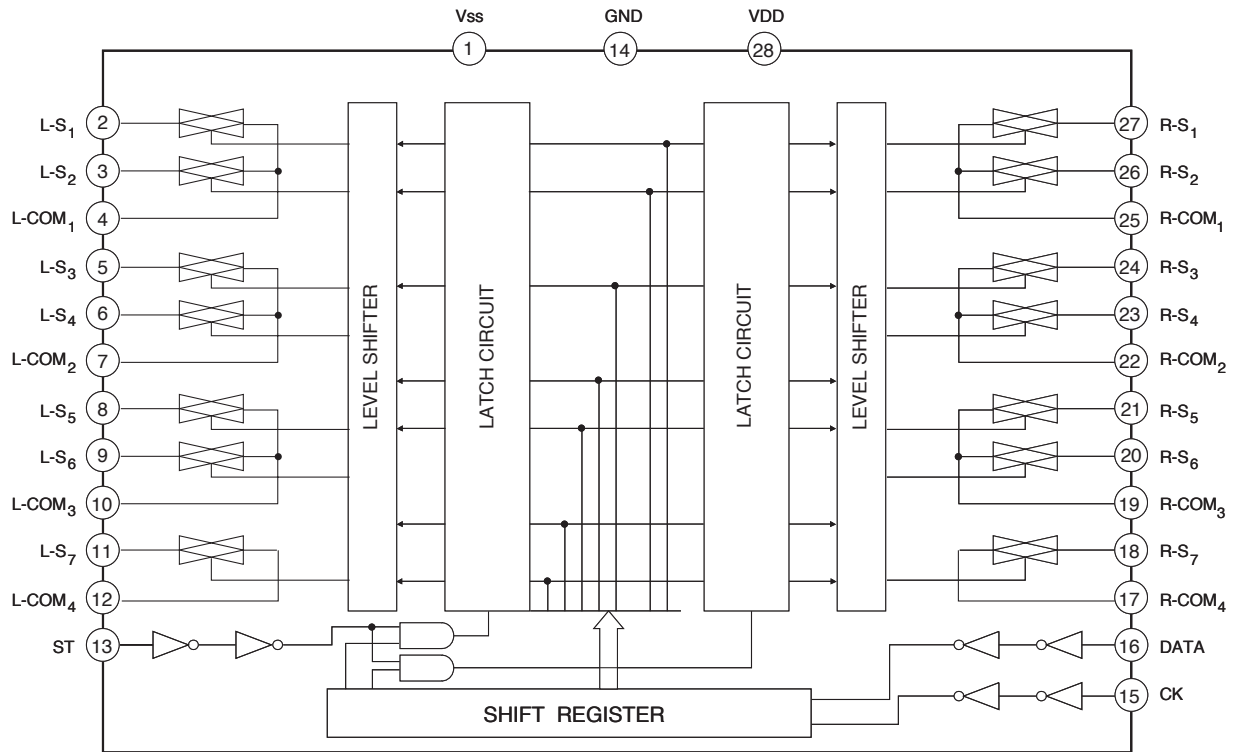 Vss GND VDD
1 14 28
L-S1 2
L-S2 3
L-COM1 4
L-S3 5
L-S4 6
L-COM2 7
L-S5 8
L-S6 9
L-COM3 10
L-S7 11
L-COM4 12
ST 13
LEVEL SHIFTER
LATCH CIRCUIT
LATCH CIRCUIT
LEVEL SHIFTER
27 R-S1
26 R-S2
25 R-COM1
24 R-S3
23 R-S4
22 R-COM2
21 R-S5
20 R-S6
19 R-COM3
18 R-S7
17 R-COM4
16 DATA
15 CK
SHIFT REGISTER